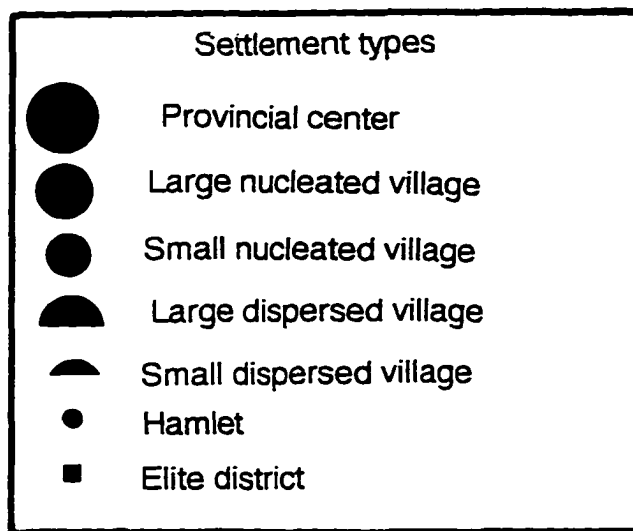 Settlement types
Provincial center
Large nucleated village
Small nucleated village
Large dispersed village
Small dispersed village
Hamlet
Elite district